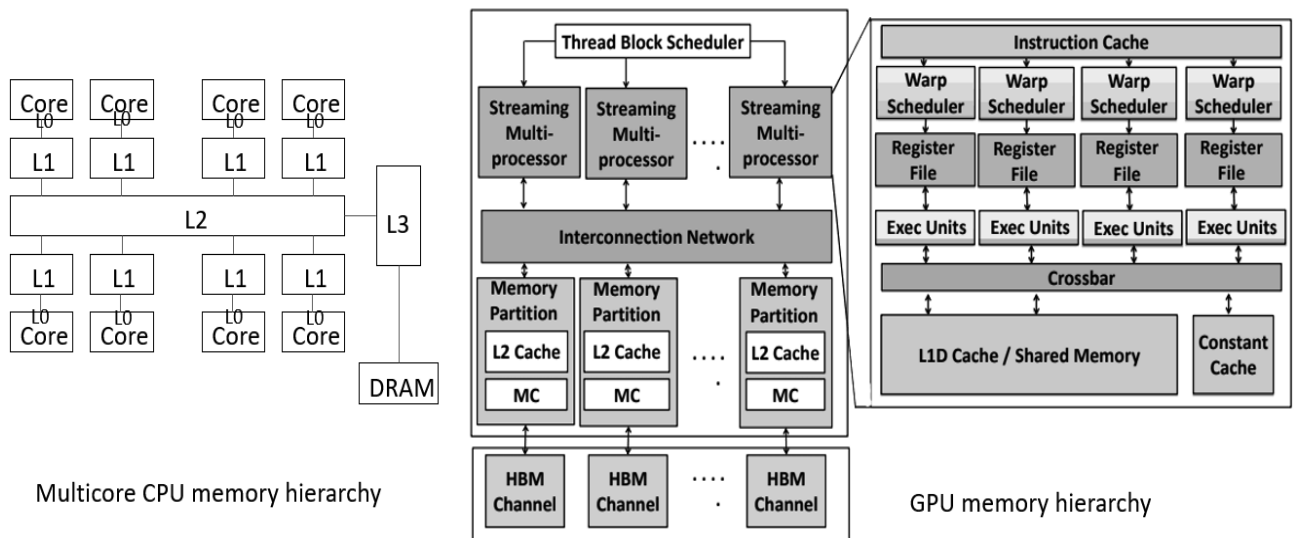 Core Core Core Core
L0 L0 L0 L0
L1 L1 L1 L1
L2
L3
L1 L1 L1 L1
L0 L0 L0 L0
Core Core Core Core
DRAM
Multicore CPU memory hierarchy
Thread Block Scheduler
Streaming
Multi-
processor
Streaming
Multi-
processor
. . . .
.
Streaming
Multi-
processor
Interconnection Network
Memory
Partition
L2 Cache
MC
Memory
Partition
L2 Cache
MC
. . . .
.
Memory
Partition
L2 Cache
MC
HBM
Channel
HBM
Channel
. . . .
.
HBM
Channel
Instruction Cache
Warp
Scheduler
Warp
Scheduler
Warp
Scheduler
Warp
Scheduler
Register
File
Register
File
Register
File
Register
File
Exec Units
Exec Units
Exec Units
Exec Units
Crossbar
L1D Cache / Shared Memory
Constant
Cache
GPU memory hierarchy